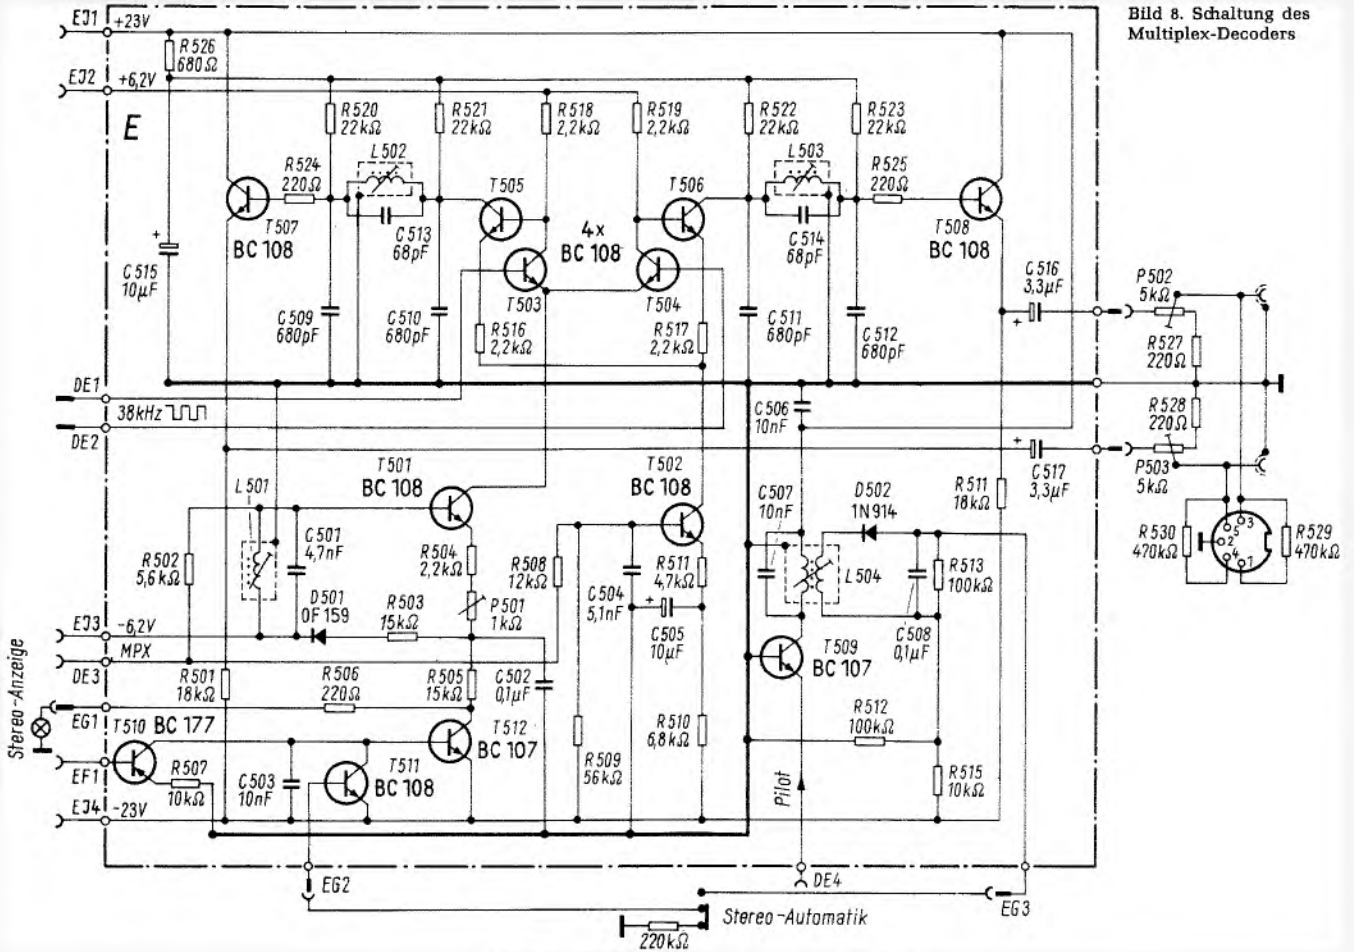 Bild 8. Schaltung des
Multiplex-Decoders
EJ1
+23V
R526
680Ω
EJ2
+6,2V
E
R520
22kΩ
R521
22kΩ
R518
2,2kΩ
R519
2,2kΩ
R522
22kΩ
R523
22kΩ
R524
220Ω
L502
T505
T506
L503
R525
220Ω
T507
BC 108
C513
68pF
4x
BC 108
C514
68pF
T508
BC 108
+
C515
10µF
T503
T504
C516
3,3µF
+
P502
5kΩ
C509
680pF
C510
680pF
R516
2,2kΩ
R517
2,2kΩ
C511
680pF
C512
680pF
R527
220Ω
DE1
38kHz
DE2
C506
10nF
R528
220Ω
+
C517
3,3µF
P503
5kΩ
T501
BC 108
T502
BC 108
L501
C507
10nF
D502
1N914
R511
18kΩ
R502
5,6kΩ
C501
4,7nF
R504
2,2kΩ
R508
12kΩ
R511
4,7kΩ
L504
R513
100kΩ
R530
470kΩ
5
3
2
4
1
R529
470kΩ
D501
OF 159
R503
15kΩ
P501
1kΩ
C504
5,1nF
+
C505
10µF
C508
0,1µF
EJ3
-6,2V
MPX
DE3
T509
BC 107
R501
18kΩ
R506
220Ω
R505
15kΩ
C502
0,1µF
Stereo-Anzeige
EG1
T510
BC 177
T512
BC 107
R510
6,8kΩ
R512
100kΩ
EF1
R507
10kΩ
C503
10nF
T511
BC 108
R509
56kΩ
Pilot
R515
10kΩ
EJ4
-23V
EG2
DE4
EG3
Stereo-Automatik
220kΩ